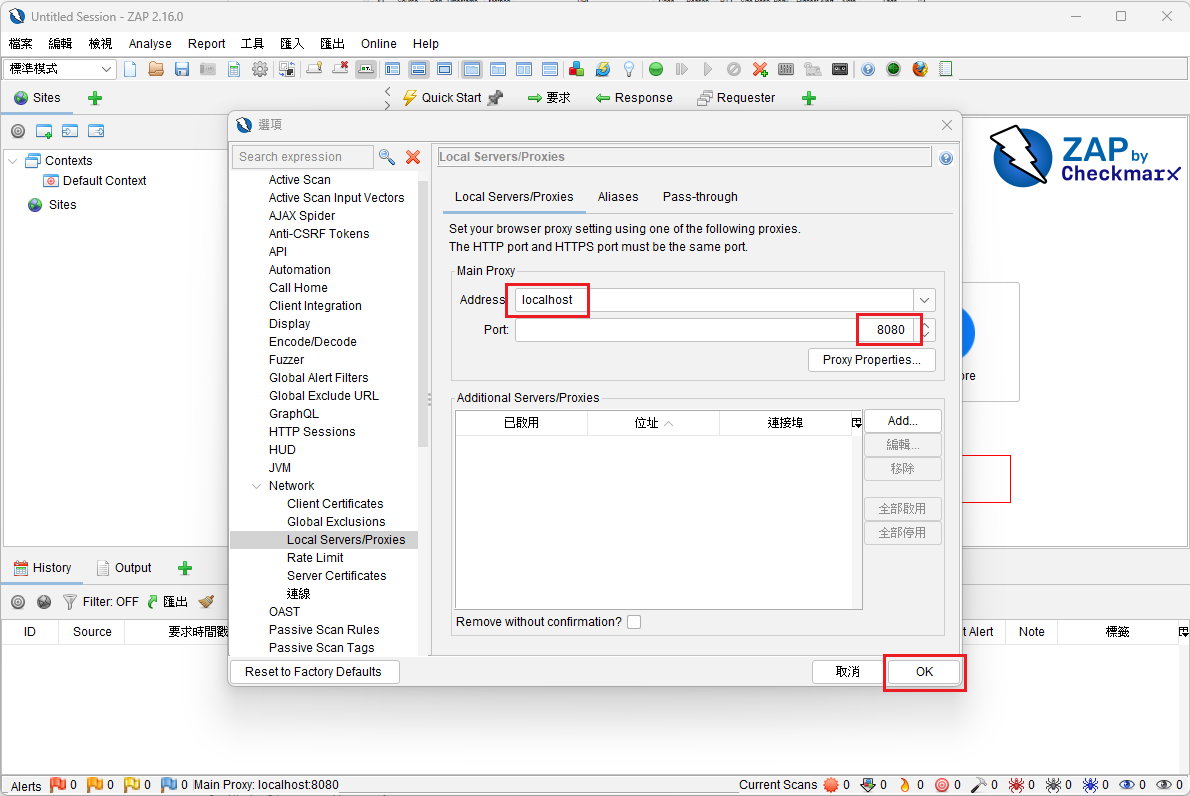 Untitled Session - ZAP 2.16.0
檔案 編輯 檢視 Analyse Report 工具 匯入 匯出 Online Help
標準模式
Sites
Quick Start 要求 Response Requester
Contexts
Default Context
Sites
ZAP by
Checkmarx
選項
Search expression
Active Scan
Active Scan Input Vectors
AJAX Spider
Anti-CSRF Tokens
API
Automation
Call Home
Client Integration
Display
Encode/Decode
Fuzzer
Global Alert Filters
Global Exclude URL
GraphQL
HTTP Sessions
HUD
JVM
Network
Client Certificates
Global Exclusions
Local Servers/Proxies
Rate Limit
Server Certificates
連線
OAST
Passive Scan Rules
Passive Scan Tags
Reset to Factory Defaults
Local Servers/Proxies
Local Servers/Proxies Aliases Pass-through
Set your browser proxy setting using one of the following proxies.
The HTTP port and HTTPS port must be the same port.
Main Proxy
Address: localhost
Port: 8080
Proxy Properties...
Additional Servers/Proxies
已啟用 位址 連接埠
Add...
編輯...
移除
全部啟用
全部停用
Remove without confirmation?
取消 OK
History Output
Filter: OFF 匯出
ID Source 要求時間戳 t Alert Note 標籤
Alerts 0 0 0 0 Main Proxy: localhost:8080
Current Scans 0 0 0 0 0 0 0 0 0 0